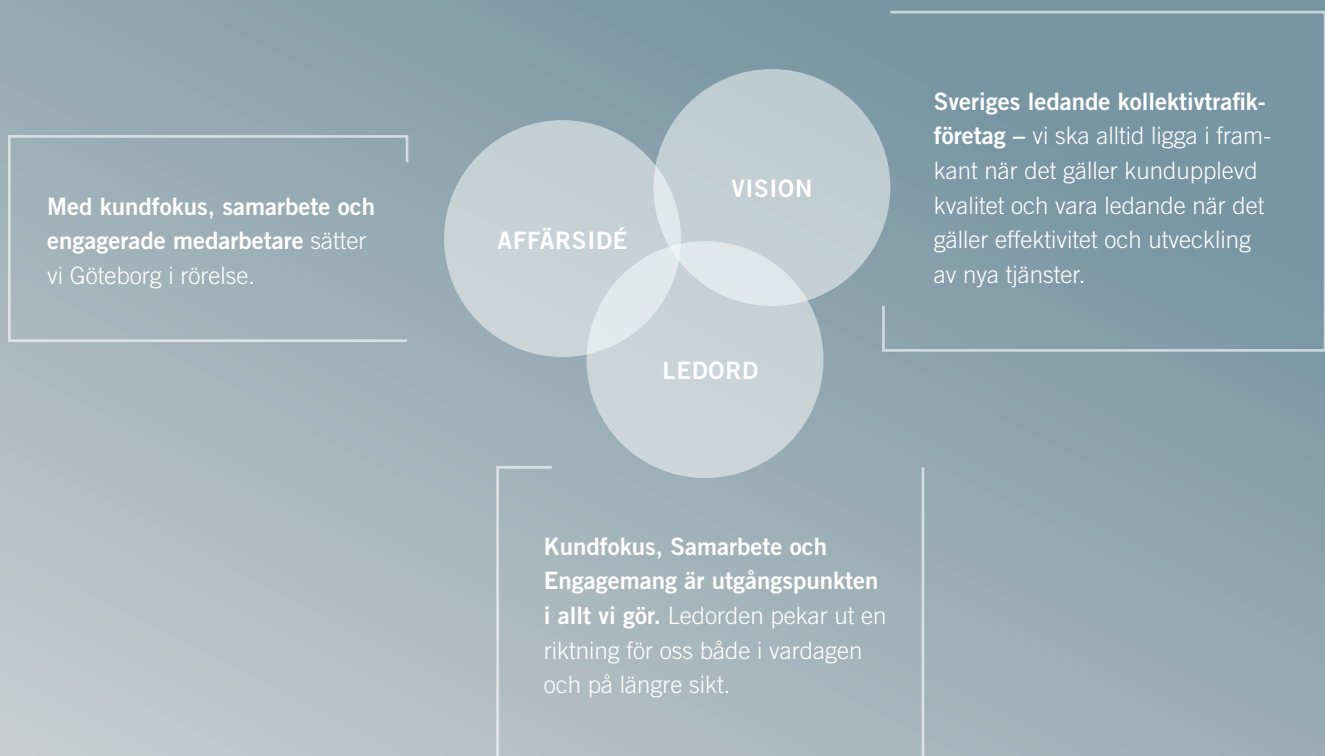 Med kundfokus, samarbete och
engagerade medarbetare sätter
vi Göteborg i rörelse.
AFFÄRSIDÉ
VISION
LEDORD
Sveriges ledande kollektivtrafik-
företag – vi ska alltid ligga i fram-
kant när det gäller kundupplevd
kvalitet och vara ledande när det
gäller effektivitet och utveckling
av nya tjänster.
Kundfokus, Samarbete och
Engagemang är utgångspunkten
i allt vi gör. Ledorden pekar ut en
riktning för oss både i vardagen
och på längre sikt.